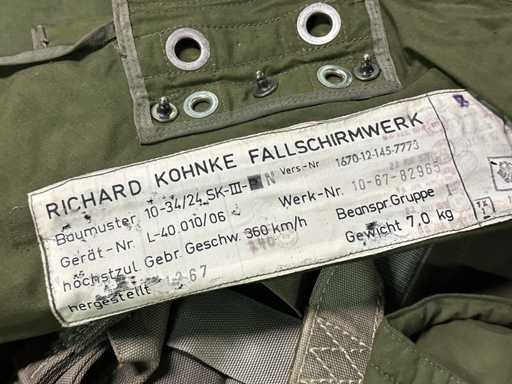 RICHARD KOHNKE FALLSCHIRMWERK
Baumuster 10-34/24 SK-III- N Vers-Nr 1670-12-145-7773
Gerät-Nr. L-40.010/06 Werk-Nr. 10-67-82965
höchstzul. Gebr. Geschw. 360 km/h Beanspr.Gruppe 1
hergestellt 12-67 Gewicht 7,0 kg